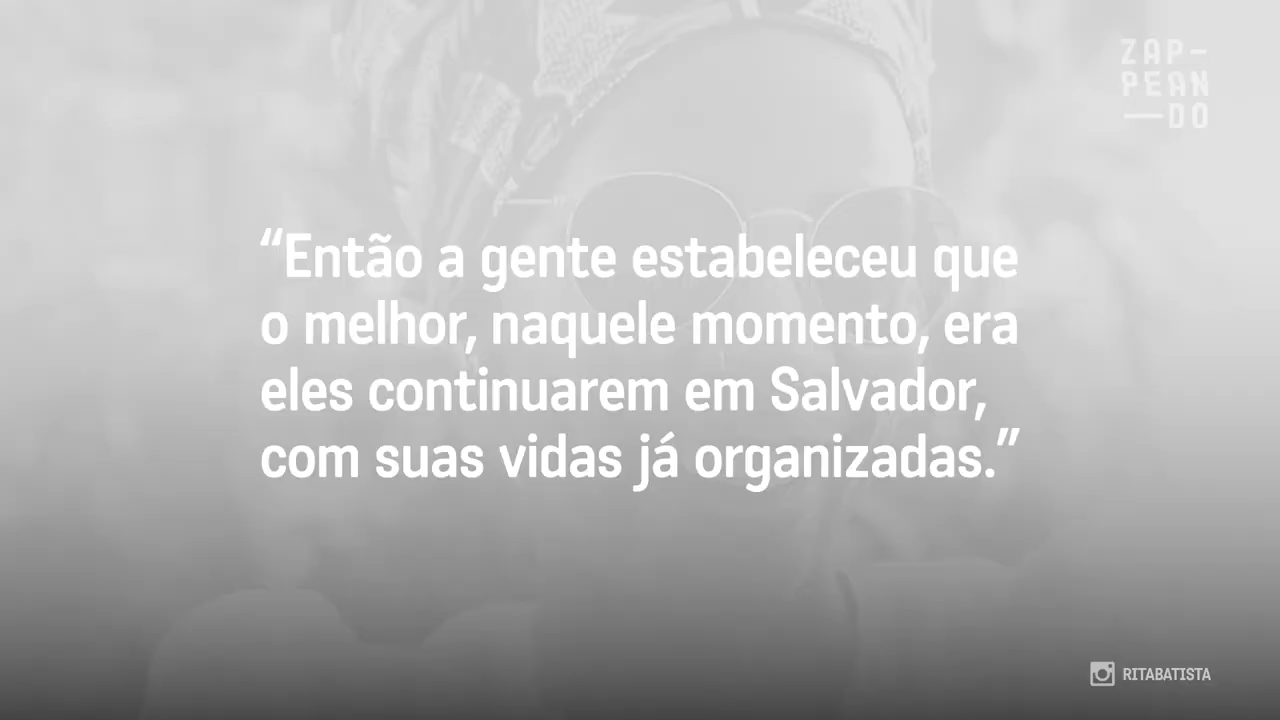 ZAP-
PEAN
—DO
“Então a gente estabeleceu que
o melhor, naquele momento, era
eles continuarem em Salvador,
com suas vidas já organizadas.”
RITABATISTA